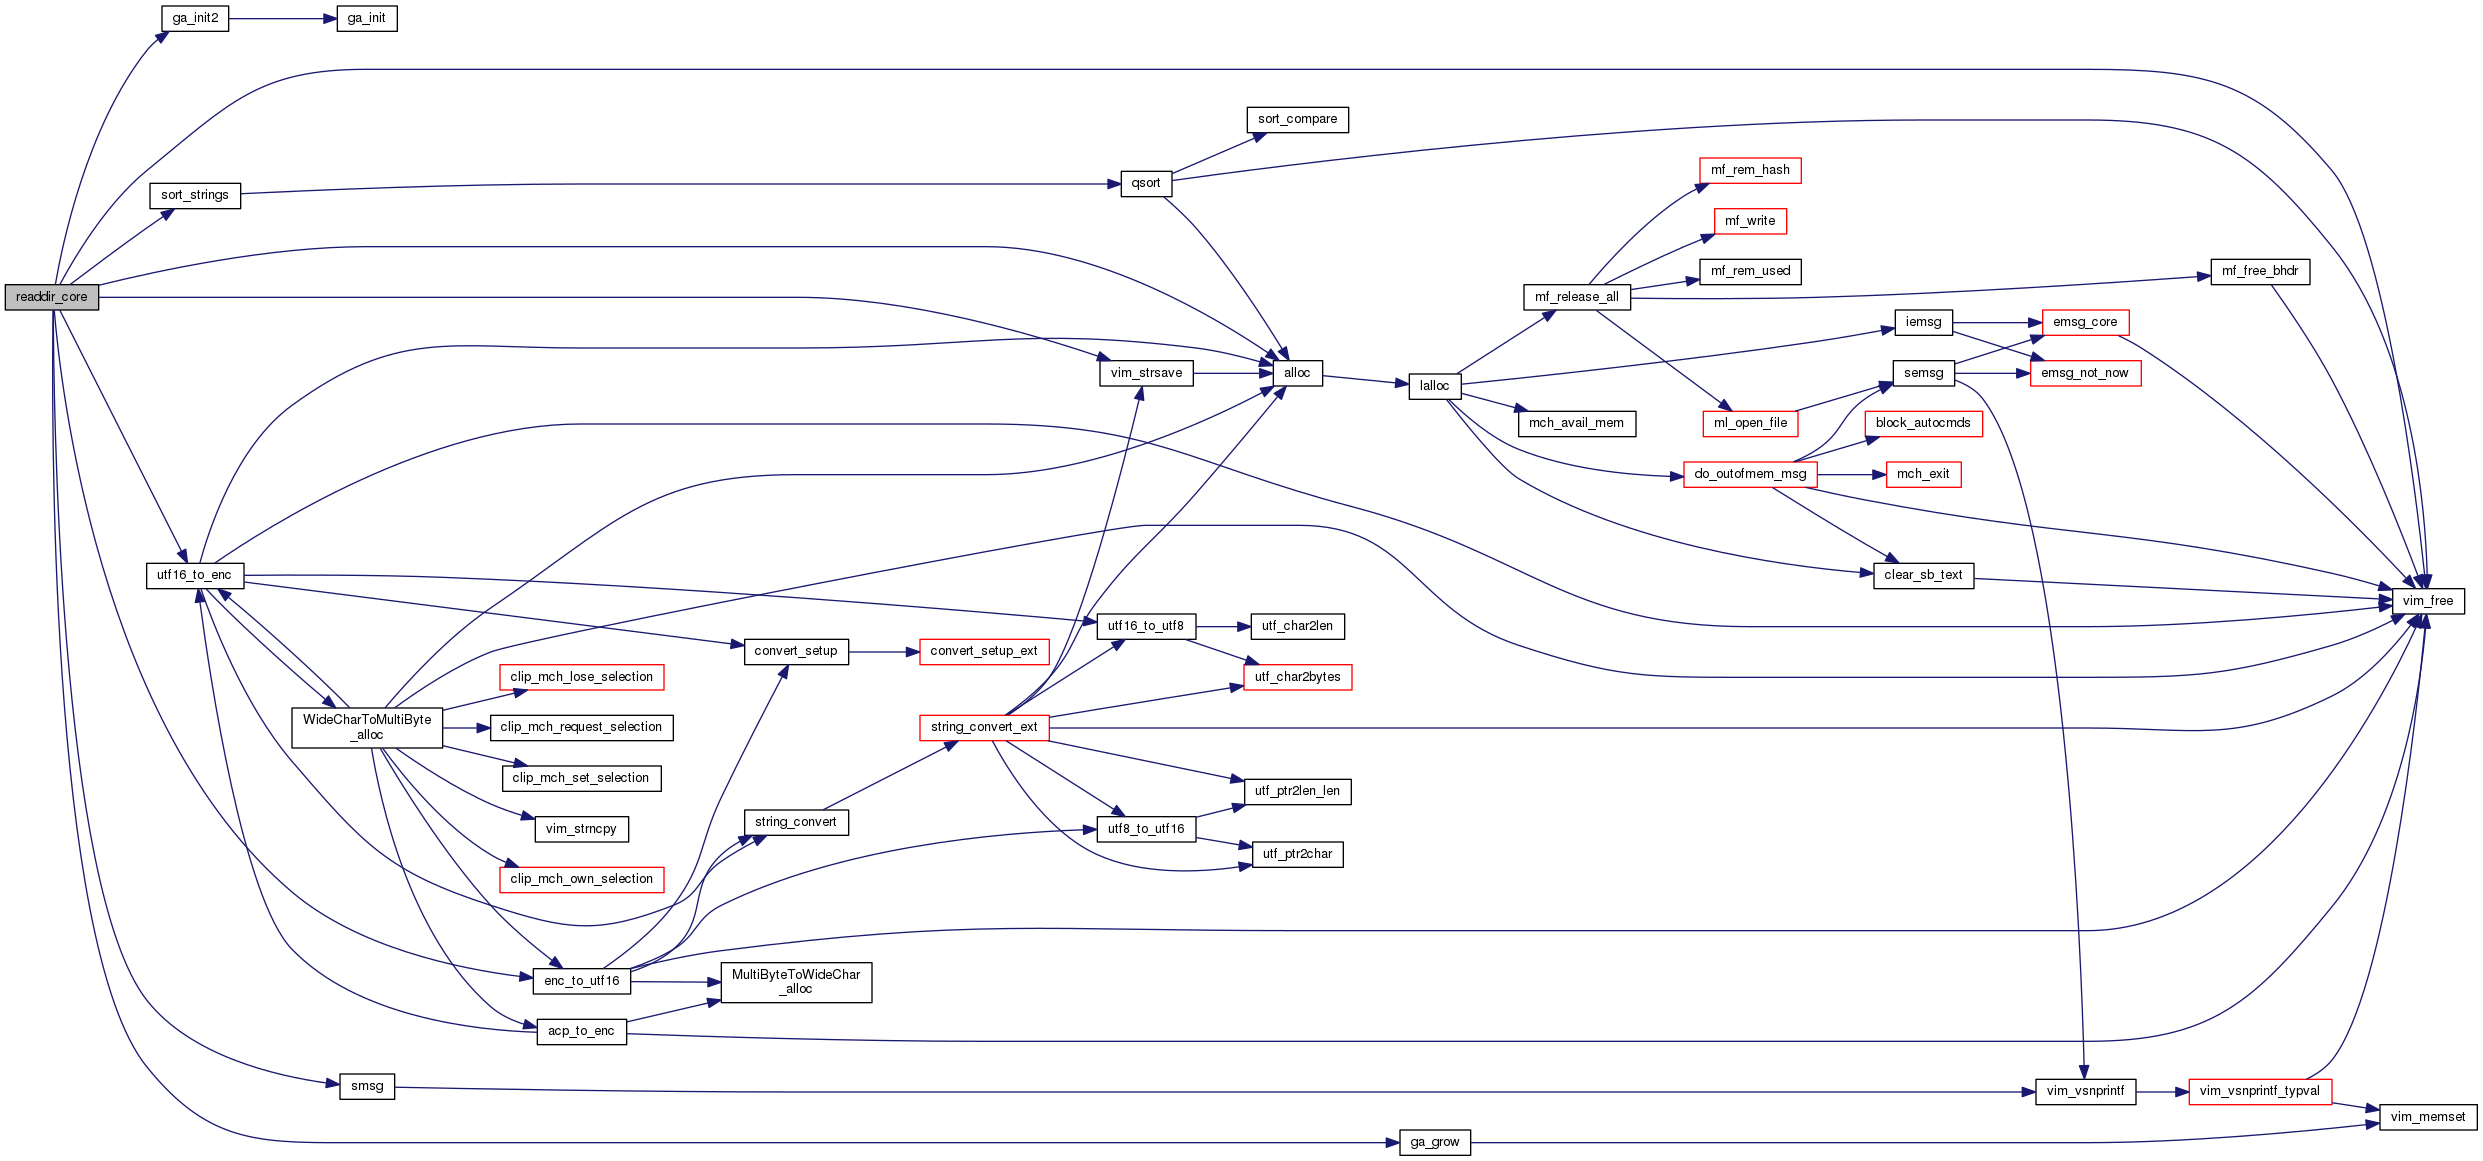 ga_init2
ga_init
sort_compare
mf_rem_hash
sort_strings
qsort
mf_write
mf_rem_used
mf_free_bhdr
readdir_core
mf_release_all
iemsg
emsg_core
vim_strsave
alloc
lalloc
semsg
emsg_not_now
mch_avail_mem
ml_open_file
block_autocmds
do_outofmem_msg
mch_exit
utf16_to_enc
clear_sb_text
vim_free
utf16_to_utf8
utf_char2len
convert_setup
convert_setup_ext
clip_mch_lose_selection
utf_char2bytes
WideCharToMultiByte
_alloc
clip_mch_request_selection
string_convert_ext
clip_mch_set_selection
utf_ptr2len_len
string_convert
vim_strncpy
utf8_to_utf16
utf_ptr2char
clip_mch_own_selection
enc_to_utf16
MultiByteToWideChar
_alloc
acp_to_enc
smsg
vim_vsnprintf
vim_vsnprintf_typval
vim_memset
ga_grow